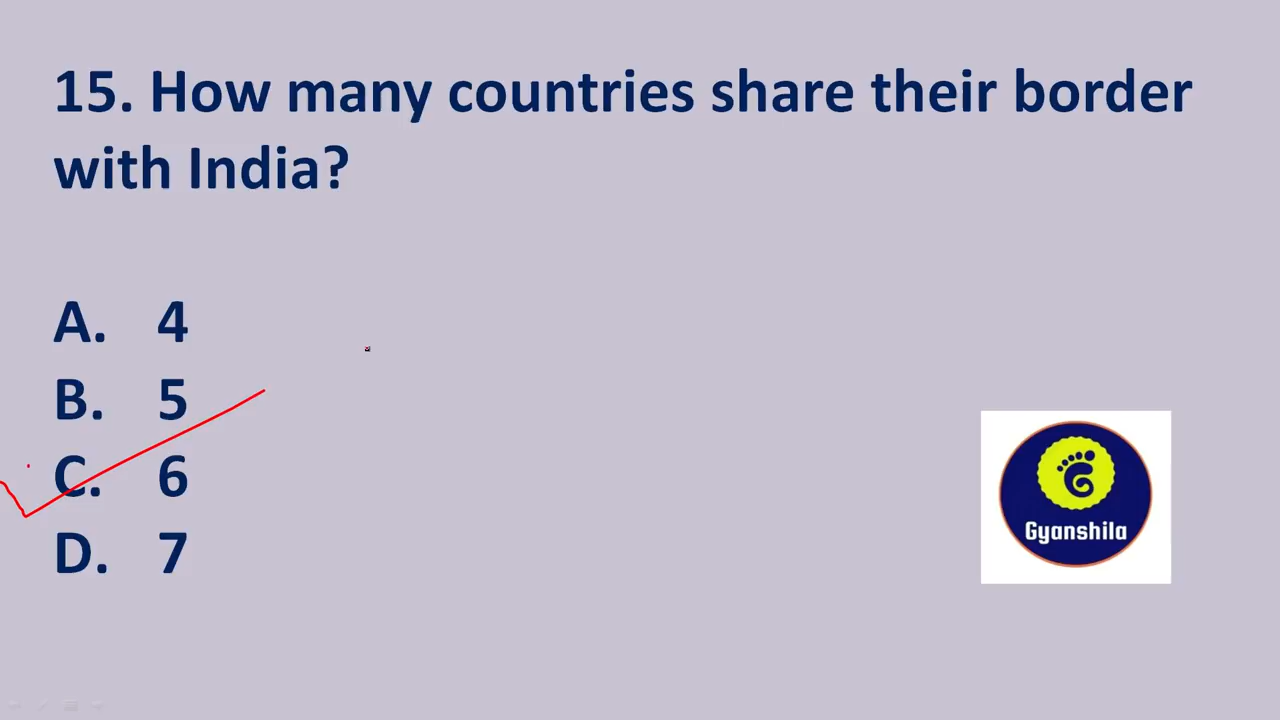 15. How many countries share their border
with India?
A. 4
B. 5
C. 6
D. 7
Gyanshila